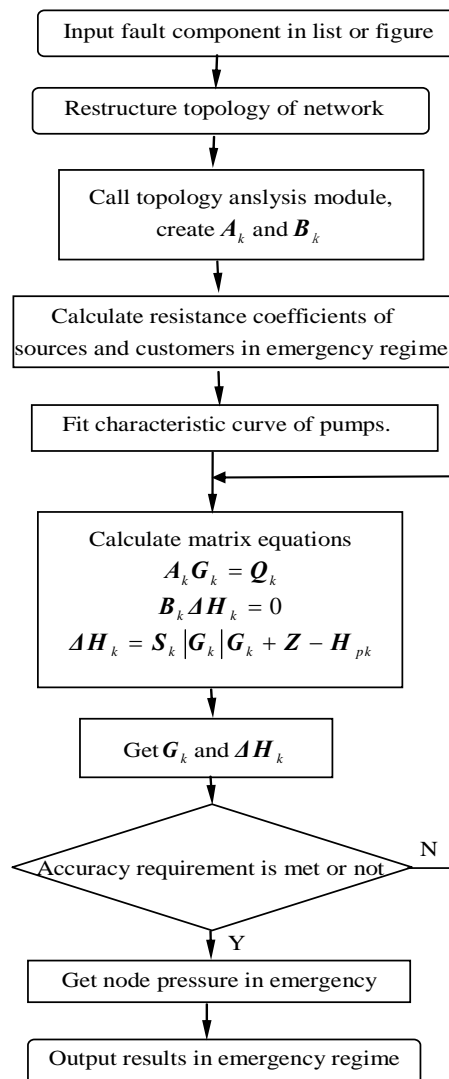 Input fault component in list or figure
Restructure topology of network
Call topology anslysis module,
create A_k and B_k
Calculate resistance coefficients of
sources and customers in emergency regime
Fit characteristic curve of pumps.
Calculate matrix equations
A_k G_k = Q_k
B_k ΔH_k = 0
ΔH_k = S_k |G_k| G_k + Z − H_pk
Get G_k and ΔH_k
Accuracy requirement is met or not
N
Y
Get node pressure in emergency
Output results in emergency regime